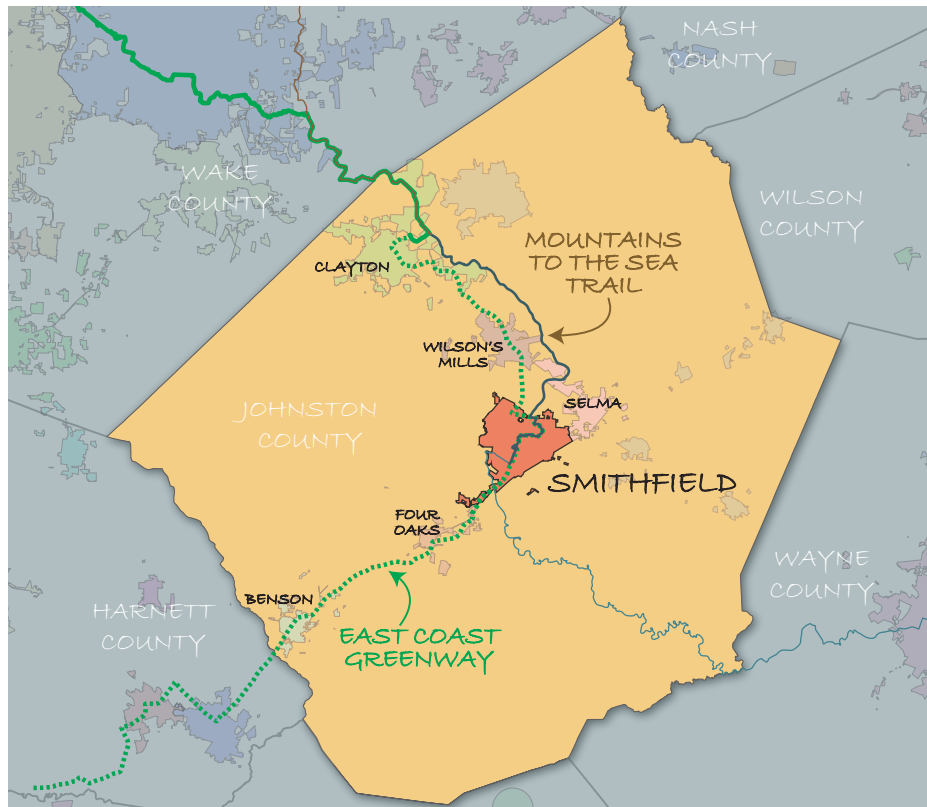 NASH
COUNTY
WAKE
COUNTY
WILSON
COUNTY
MOUNTAINS
TO THE SEA
TRAIL
CLAYTON
WILSON'S
MILLS
JOHNSTON
COUNTY
SELMA
SMITHFIELD
FOUR
OAKS
WAYNE
COUNTY
BENSON
HARNETT
COUNTY
EAST COAST
GREENWAY